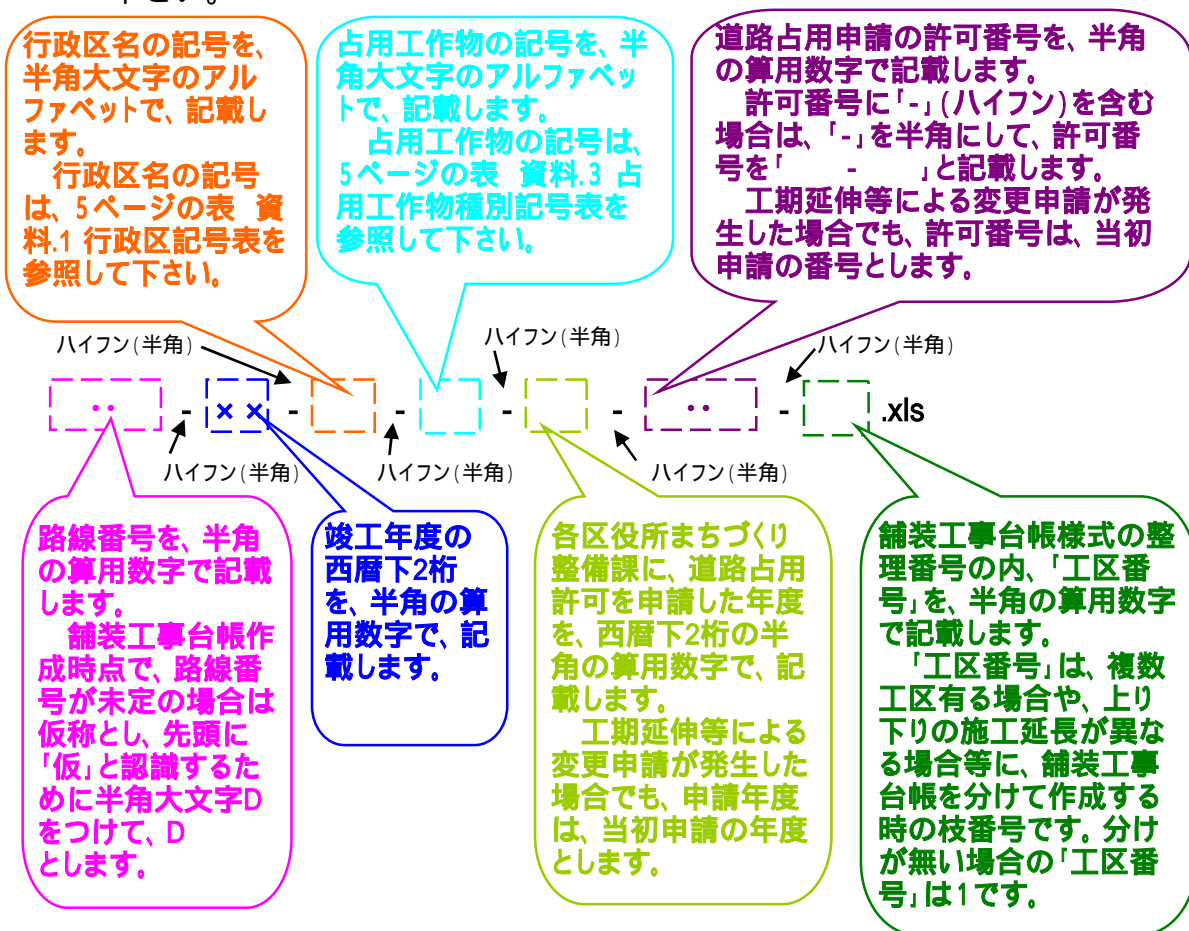 下さい。
行政区名の記号を、
半角大文字のアル
ファベットで、記載し
ます。
　行政区名の記号
は、5ページの表 資
料.1 行政区記号表を
参照して下さい。
占用工作物の記号を、半
角大文字のアルファベッ
トで、記載します。
　占用工作物の記号は、
5ページの表 資料.3 占
用工作物種別記号表を
参照して下さい。
道路占用申請の許可番号を、半角
の算用数字で記載します。
　許可番号に「-」(ハイフン)を含む
場合は、「-」を半角にして、許可番
号を「　　-　　」と記載します。
　工期延伸等による変更申請が発
生した場合でも、許可番号は、当初
申請の番号とします。
ハイフン(半角)
ハイフン(半角)
ハイフン(半角)
‥ - ×× - - - - ‥ - .xls
ハイフン(半角)
ハイフン(半角)
ハイフン(半角)
路線番号を、半角
の算用数字で記載
します。
　舗装工事台帳作
成時点で、路線番
号が未定の場合は
仮称とし、先頭に
「仮」と認識するた
めに半角大文字D
をつけて、D
とします。
竣工年度の
西暦下2桁
を、半角の算
用数字で、記
載します。
各区役所まちづくり
整備課に、道路占用
許可を申請した年度
を、西暦下2桁の半
角の算用数字で、記
載します。
　工期延伸等による
変更申請が発生した
場合でも、申請年度
は、当初申請の年度
とします。
舗装工事台帳様式の整
理番号の内、「工区番
号」を、半角の算用数字
で記載します。
　「工区番号」は、複数
工区有る場合や、上り
下りの施工延長が異な
る場合等に、舗装工事
台帳を分けて作成する
時の枝番号です。分け
が無い場合の「工区番
号」は1です。